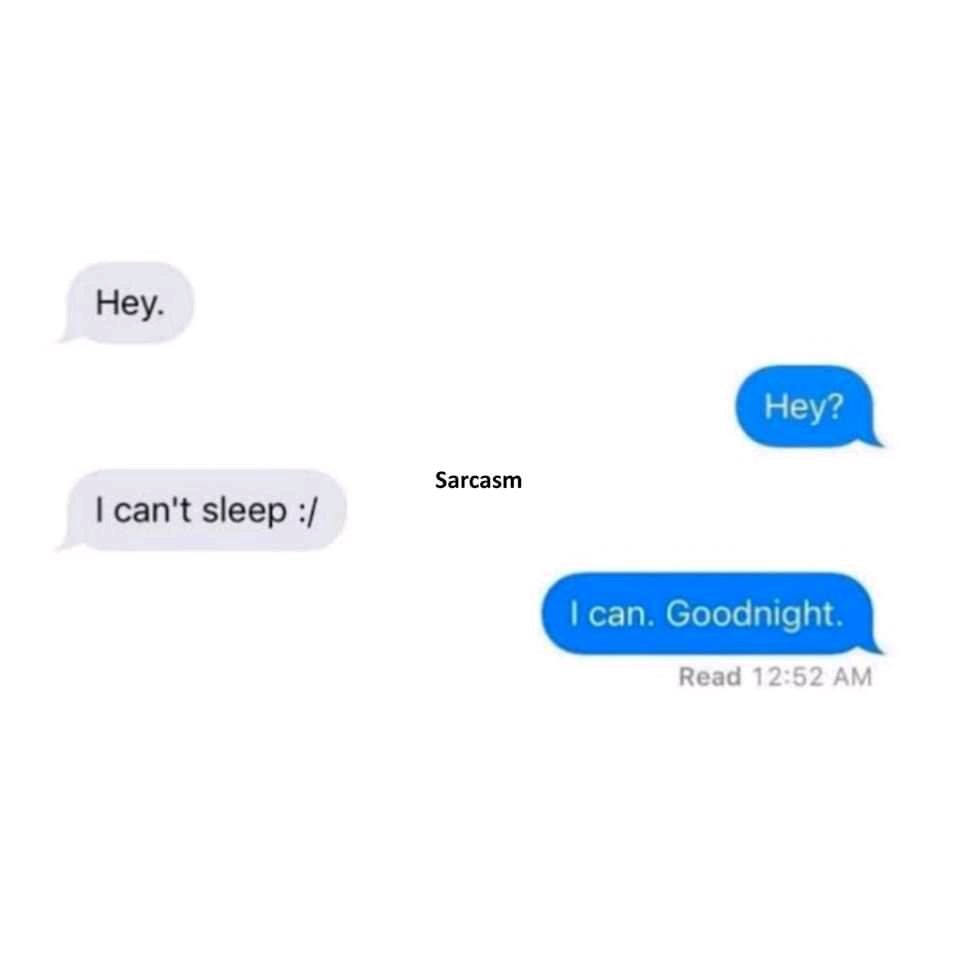 Hey.
Hey?
Sarcasm
I can't sleep :/
I can. Goodnight.
Read 12:52 AM